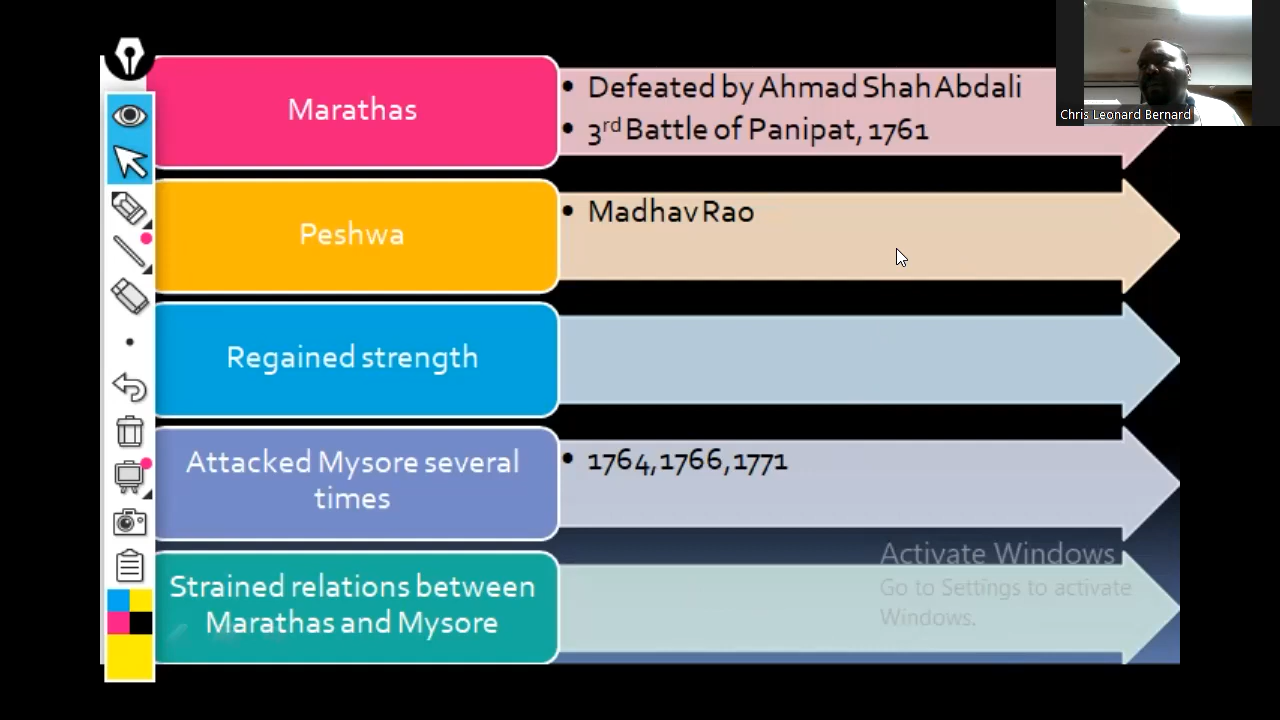 Marathas
• Defeated by Ahmad Shah Abdali
• 3rd Battle of Panipat, 1761
Chris Leonard Bernard
Peshwa
• Madhav Rao
Regained strength
Attacked Mysore several
times
• 1764,1766,1771
Strained relations between
Marathas and Mysore
Activate Windows
Go to Settings to activate
Windows.